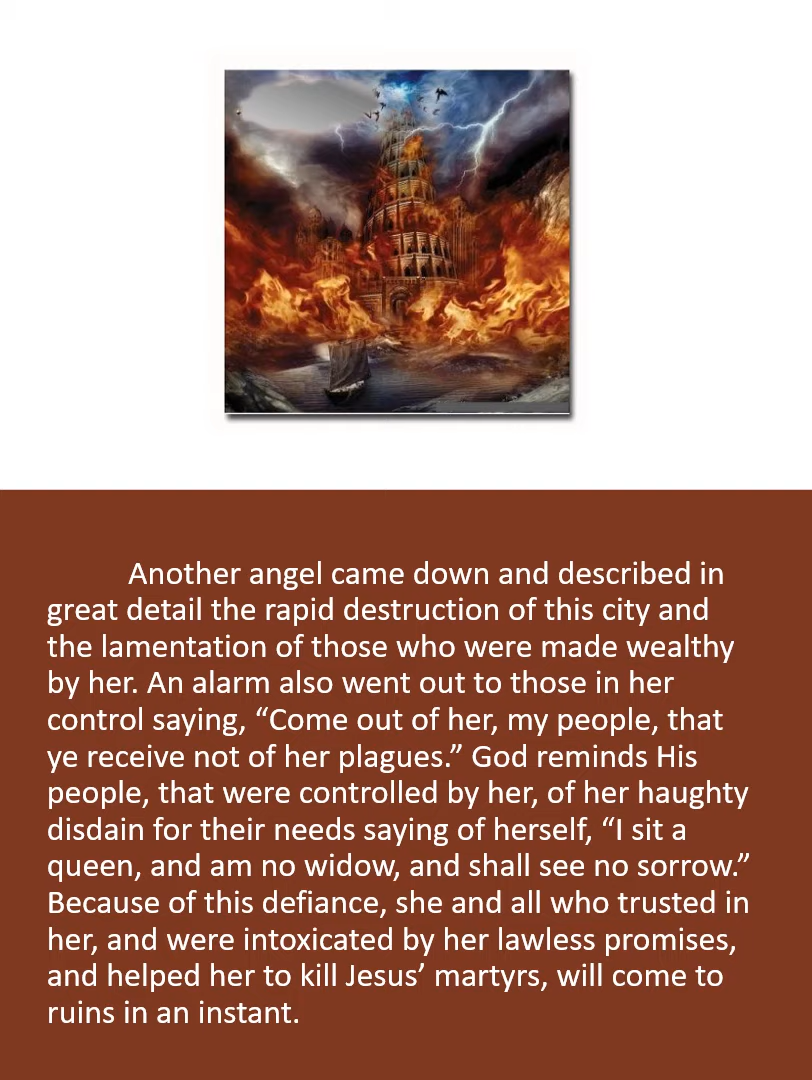 Another angel came down and described in
great detail the rapid destruction of this city and
the lamentation of those who were made wealthy
by her. An alarm also went out to those in her
control saying, “Come out of her, my people, that
ye receive not of her plagues.” God reminds His
people, that were controlled by her, of her haughty
disdain for their needs saying of herself, “I sit a
queen, and am no widow, and shall see no sorrow.”
Because of this defiance, she and all who trusted in
her, and were intoxicated by her lawless promises,
and helped her to kill Jesus’ martyrs, will come to
ruins in an instant.